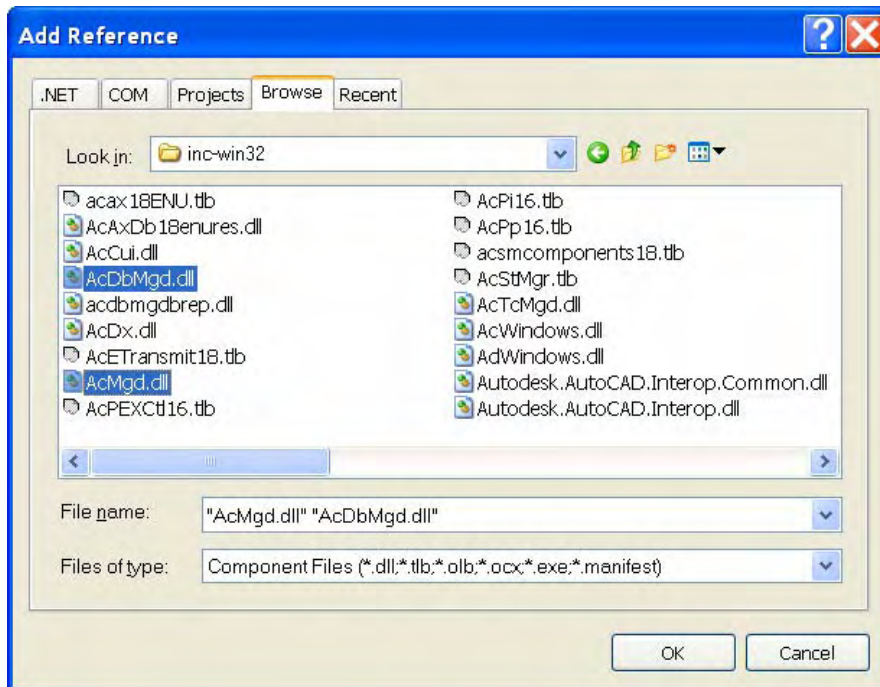 Add Reference
.NET COM Projects Browse Recent
Look in: inc-win32
acax18ENU.tlb
AcAxDb18enures.dll
AcCui.dll
AcDbMgd.dll
acdbmgdbrep.dll
AcDx.dll
AcETransmit18.tlb
AcMgd.dll
AcPEXCtl16.tlb
AcPi16.tlb
AcPp16.tlb
acsmcomponents18.tlb
AcStMgr.tlb
AcTcMgd.dll
AcWindows.dll
AdWindows.dll
Autodesk.AutoCAD.Interop.Common.dll
Autodesk.AutoCAD.Interop.dll
File name: "AcMgd.dll" "AcDbMgd.dll"
Files of type: Component Files (*.dll;*.tlb;*.olb;*.ocx;*.exe;*.manifest)
OK Cancel